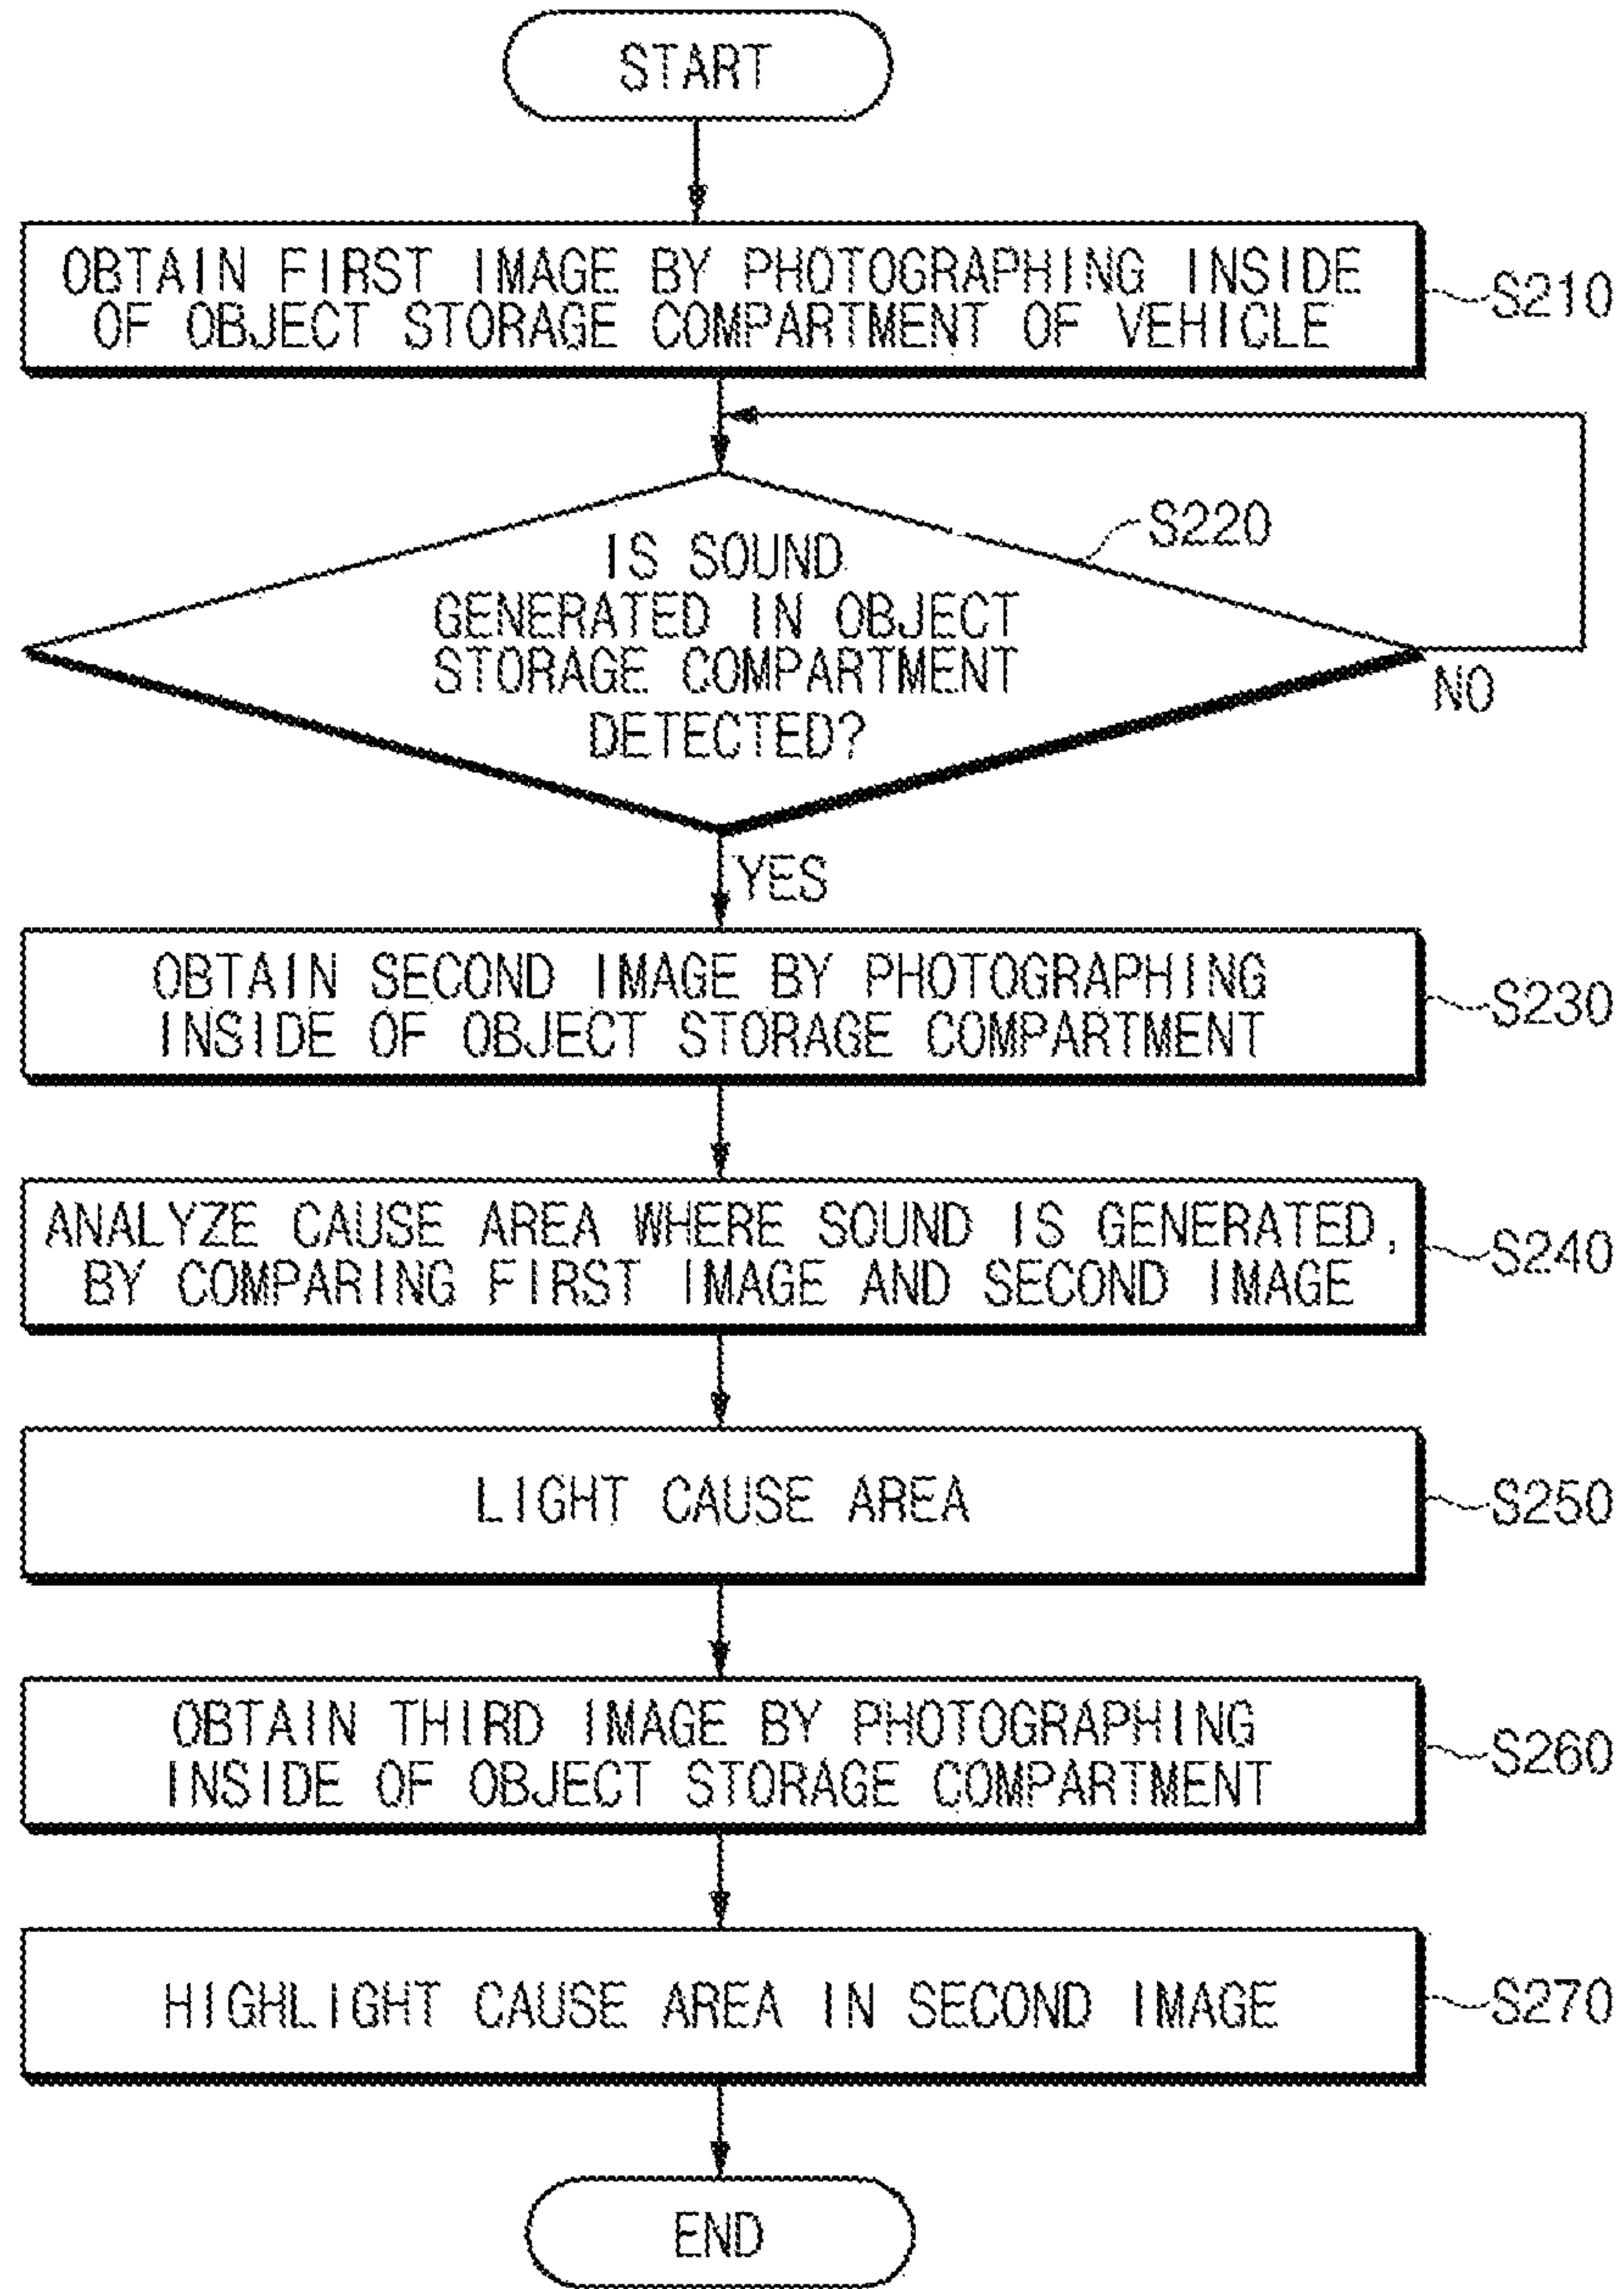 START
OBTAIN FIRST IMAGE BY PHOTOGRAPHING INSIDE
OF OBJECT STORAGE COMPARTMENT OF VEHICLE
S210
S220
IS SOUND
GENERATED IN OBJECT
STORAGE COMPARTMENT
DETECTED?
NO
YES
OBTAIN SECOND IMAGE BY PHOTOGRAPHING
INSIDE OF OBJECT STORAGE COMPARTMENT
S230
ANALYZE CAUSE AREA WHERE SOUND IS GENERATED,
BY COMPARING FIRST IMAGE AND SECOND IMAGE
S240
LIGHT CAUSE AREA
S250
OBTAIN THIRD IMAGE BY PHOTOGRAPHING
INSIDE OF OBJECT STORAGE COMPARTMENT
S260
HIGHLIGHT CAUSE AREA IN SECOND IMAGE
S270
END